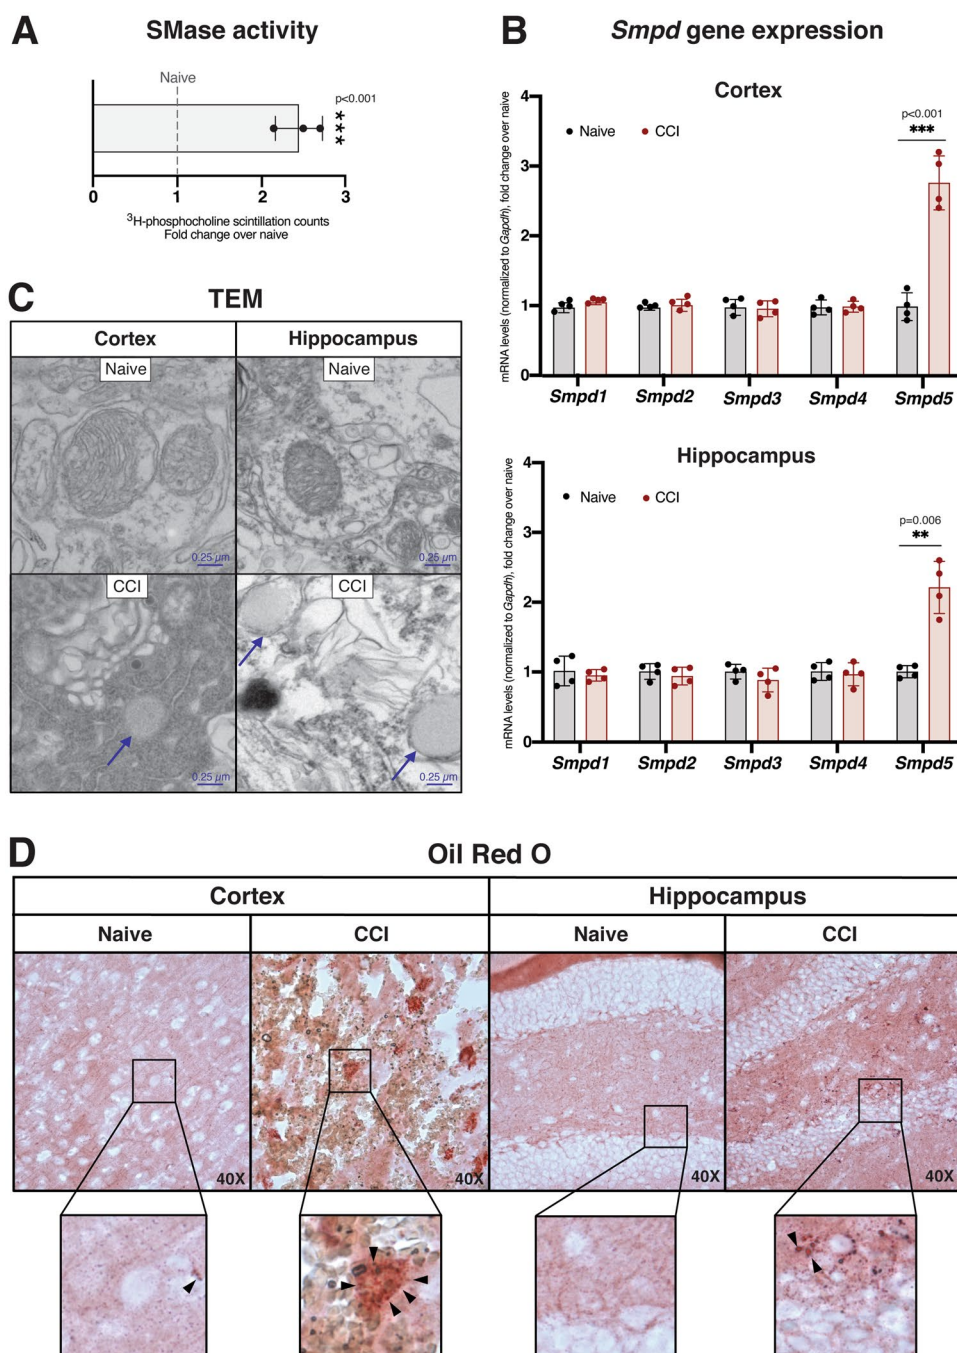 A
SMase activity
Naive
p<0.001
***
0 1 2 3
³H-phosphocholine scintillation counts
Fold change over naive
B
Smpd gene expression
Cortex
mRNA levels (normalized to Gapdh), fold change over naive
4
3
2
1
0
Naive CCI
p<0.001
***
Smpd1 Smpd2 Smpd3 Smpd4 Smpd5
Hippocampus
mRNA levels (normalized to Gapdh), fold change over naive
4
3
2
1
0
Naive CCI
p=0.006
**
Smpd1 Smpd2 Smpd3 Smpd4 Smpd5
C
TEM
Cortex Hippocampus
Naive Naive
0.25 µm 0.25 µm
CCI CCI
0.25 µm 0.25 µm
D
Oil Red O
Cortex Hippocampus
Naive CCI Naive CCI
40X 40X 40X 40X